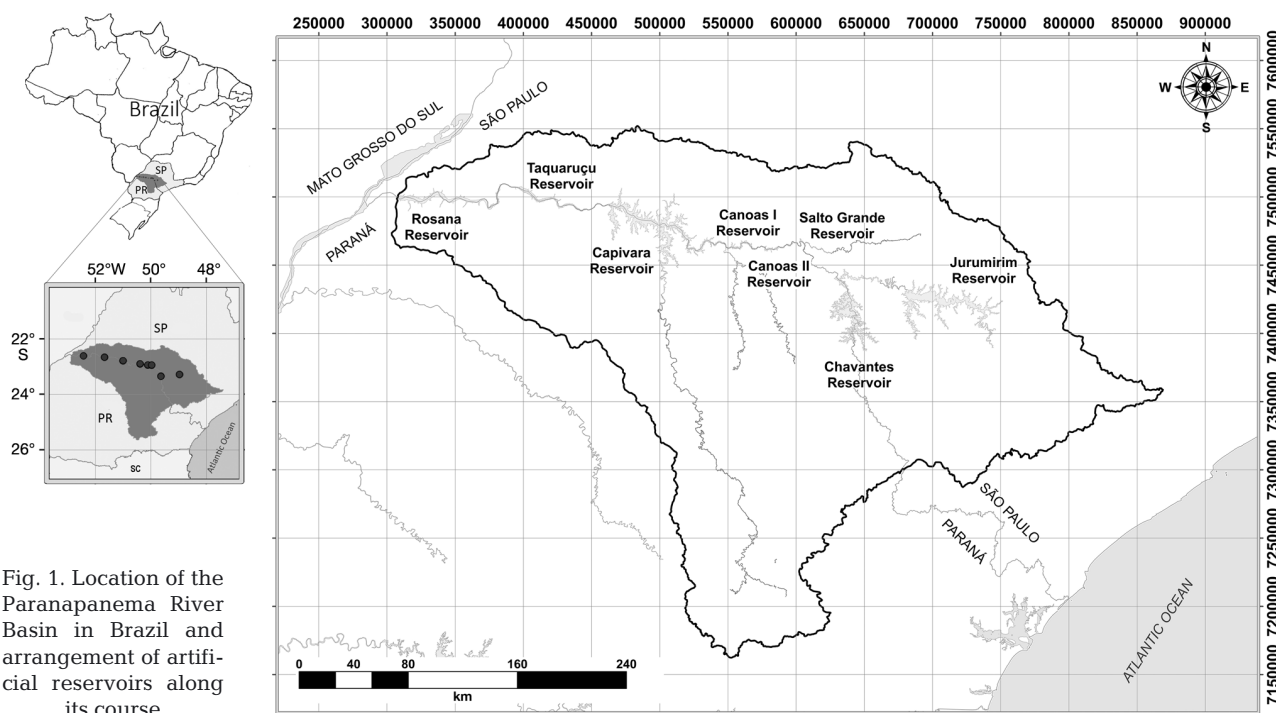 250000 300000 350000 400000 450000 500000 550000 600000 650000 700000 750000 800000 850000 900000
7600000
7550000
7500000
7450000
7400000
7350000
7300000
7250000
7200000
7150000
N
W E
S
Brazil
SP
PR
52°W 50° 48°
22°
S
24°
26°
SP
PR
SC
Atlantic Ocean
MATO GROSSO DO SUL
SÃO PAULO
PARANÁ
Taquaruçu
Reservoir
Rosana
Reservoir
Capivara
Reservoir
Canoas I
Reservoir
Salto Grande
Reservoir
Canoas II
Reservoir
Jurumirim
Reservoir
Chavantes
Reservoir
SÃO PAULO
PARANÁ
ATLANTIC OCEAN
0 40 80 160 240
km
Fig. 1. Location of the
Paranapanema River
Basin in Brazil and
arrangement of artifi-
cial reservoirs along
its course